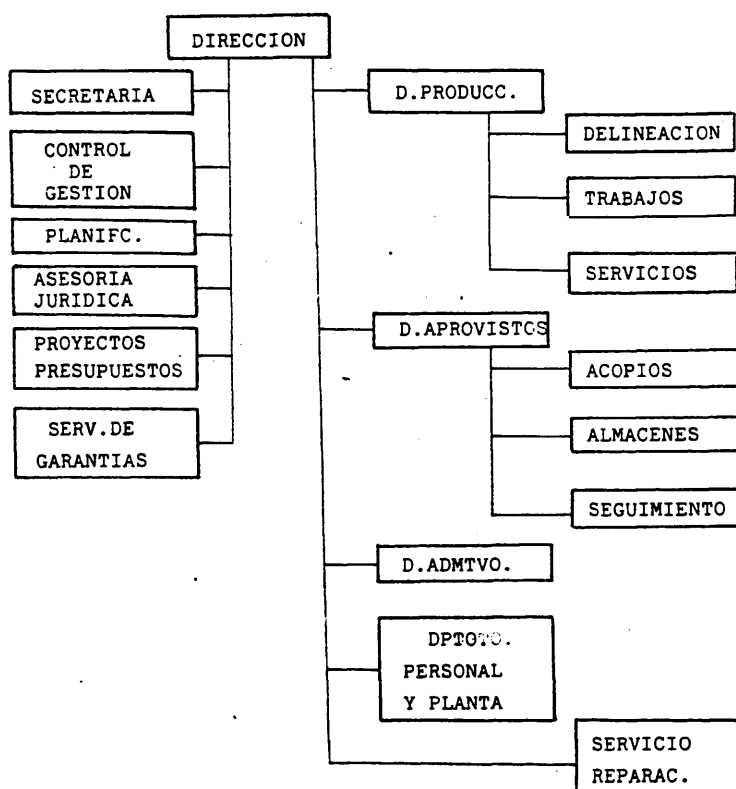 DIRECCION
SECRETARIA
CONTROL
DE
GESTION
PLANIFC.
ASESORIA
JURIDICA
PROYECTOS
PRESUPUESTOS
SERV.DE
GARANTIAS
D.PRODUCC.
DELINEACION
TRABAJOS
SERVICIOS
D.APROVISTOS
ACOPIOS
ALMACENES
SEGUIMIENTO
D.ADMTVO.
DPTOTO.
PERSONAL
Y PLANTA
SERVICIO
REPARAC.